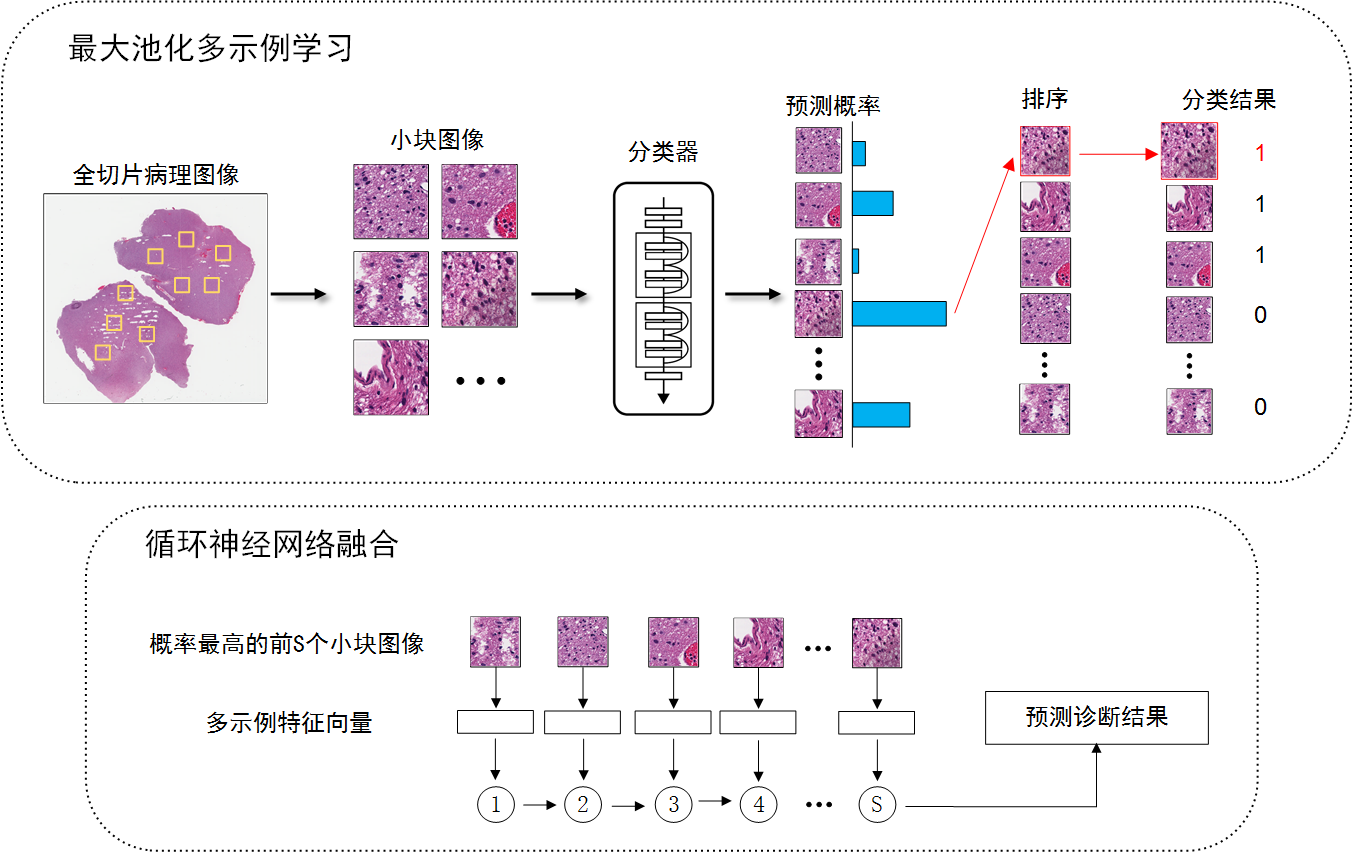 最大池化多示例学习
全切片病理图像
小块图像
分类器
预测概率
排序
分类结果
1
1
1
0
0
循环神经网络融合
概率最高的前S个小块图像
多示例特征向量
预测诊断结果
1 2 3 4 S